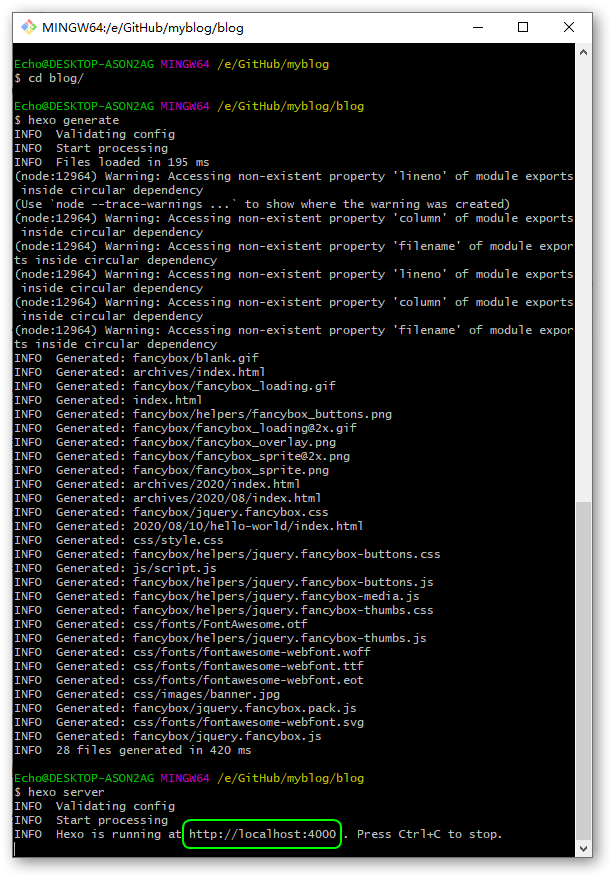 MINGW64:/e/GitHub/myblog/blog
Echo@DESKTOP-ASON2AG MINGW64 /e/GitHub/myblog
$ cd blog/
Echo@DESKTOP-ASON2AG MINGW64 /e/GitHub/myblog/blog
$ hexo generate
INFO  Validating config
INFO  Start processing
INFO  Files loaded in 195 ms
(node:12964) Warning: Accessing non-existent property 'lineno' of module exports
 inside circular dependency
(Use `node --trace-warnings ...` to show where the warning was created)
(node:12964) Warning: Accessing non-existent property 'column' of module exports
 inside circular dependency
(node:12964) Warning: Accessing non-existent property 'filename' of module expor
ts inside circular dependency
(node:12964) Warning: Accessing non-existent property 'lineno' of module exports
 inside circular dependency
(node:12964) Warning: Accessing non-existent property 'column' of module exports
 inside circular dependency
(node:12964) Warning: Accessing non-existent property 'filename' of module expor
ts inside circular dependency
INFO  Generated: fancybox/blank.gif
INFO  Generated: archives/index.html
INFO  Generated: fancybox/fancybox_loading.gif
INFO  Generated: index.html
INFO  Generated: fancybox/helpers/fancybox_buttons.png
INFO  Generated: fancybox/fancybox_loading@2x.gif
INFO  Generated: fancybox/fancybox_overlay.png
INFO  Generated: fancybox/fancybox_sprite@2x.png
INFO  Generated: fancybox/fancybox_sprite.png
INFO  Generated: archives/2020/index.html
INFO  Generated: archives/2020/08/index.html
INFO  Generated: fancybox/jquery.fancybox.css
INFO  Generated: 2020/08/10/hello-world/index.html
INFO  Generated: css/style.css
INFO  Generated: fancybox/helpers/jquery.fancybox-buttons.css
INFO  Generated: js/script.js
INFO  Generated: fancybox/helpers/jquery.fancybox-buttons.js
INFO  Generated: fancybox/helpers/jquery.fancybox-media.js
INFO  Generated: fancybox/helpers/jquery.fancybox-thumbs.css
INFO  Generated: css/fonts/FontAwesome.otf
INFO  Generated: fancybox/helpers/jquery.fancybox-thumbs.js
INFO  Generated: css/fonts/fontawesome-webfont.woff
INFO  Generated: css/fonts/fontawesome-webfont.ttf
INFO  Generated: css/fonts/fontawesome-webfont.eot
INFO  Generated: css/images/banner.jpg
INFO  Generated: fancybox/jquery.fancybox.pack.js
INFO  Generated: css/fonts/fontawesome-webfont.svg
INFO  Generated: fancybox/jquery.fancybox.js
INFO  28 files generated in 420 ms
Echo@DESKTOP-ASON2AG MINGW64 /e/GitHub/myblog/blog
$ hexo server
INFO  Validating config
INFO  Start processing
INFO  Hexo is running at http://localhost:4000 . Press Ctrl+C to stop.